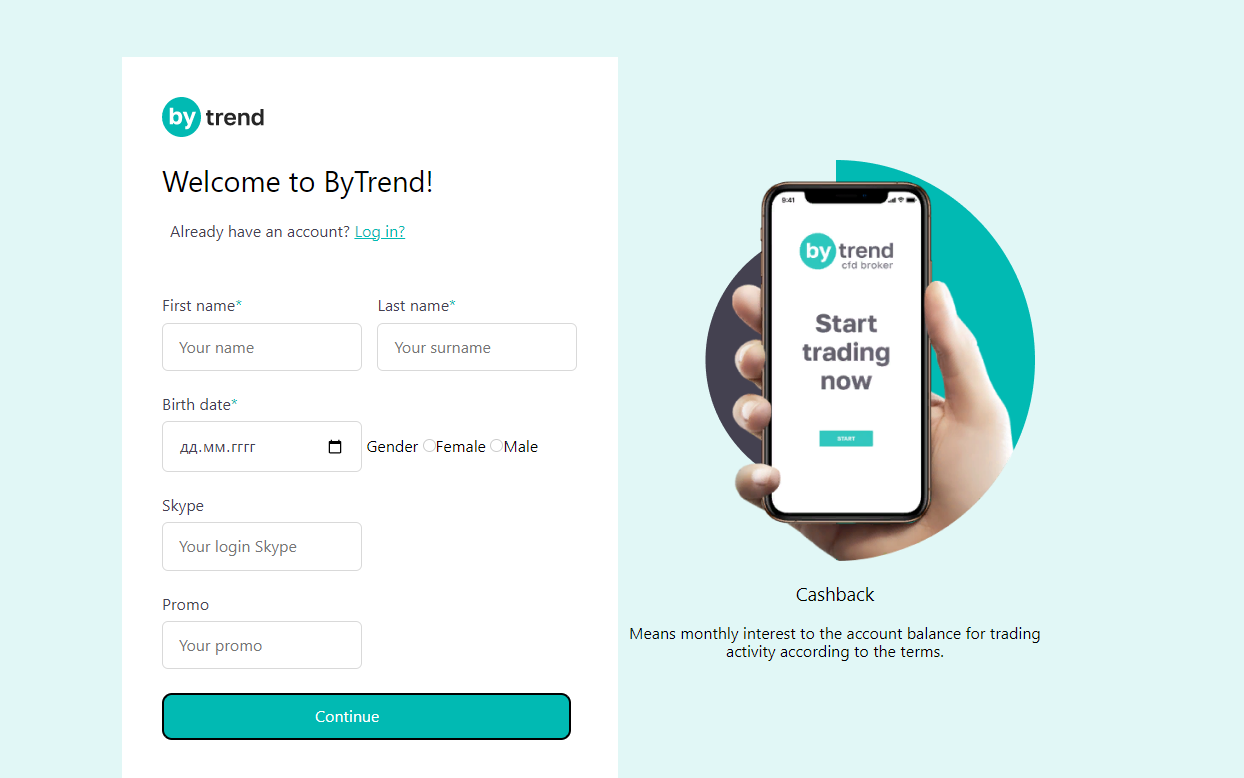 by trend
Welcome to ByTrend!
Already have an account? Log in?
First name* Last name*
Your name Your surname
Birth date*
дд.мм.гггг Gender Female Male
Skype
Your login Skype
Promo
Your promo
Continue
9:41
by trend
cfd broker
Start
trading
now
START
Cashback
Means monthly interest to the account balance for trading
activity according to the terms.